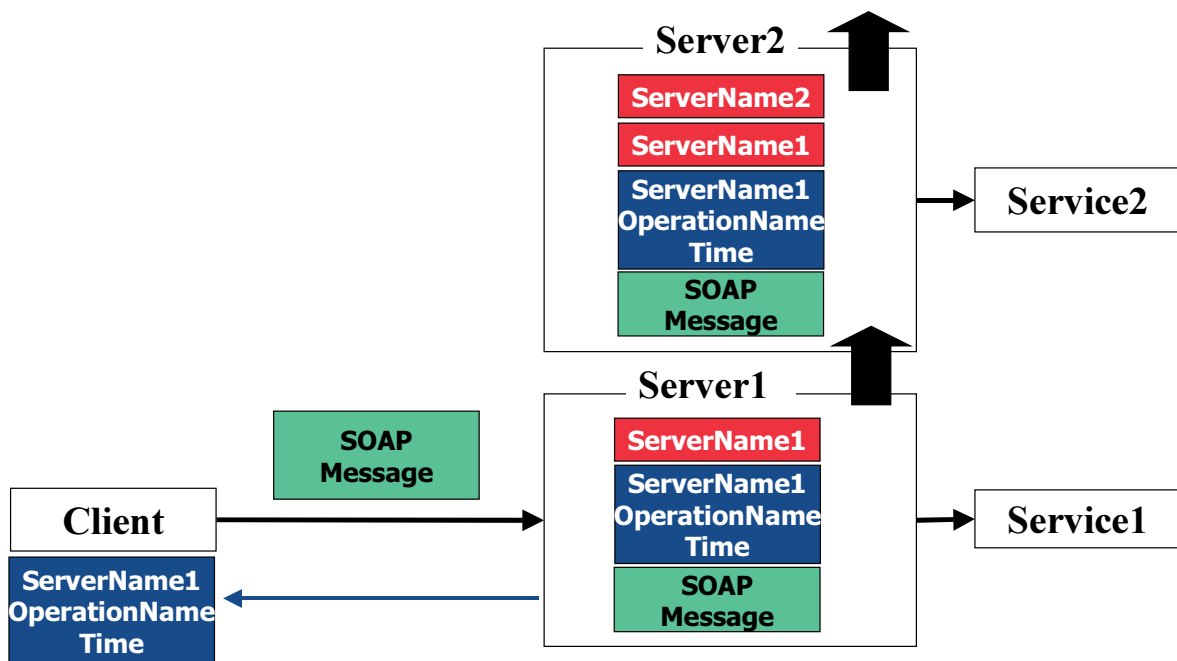 Server2
ServerName2
ServerName1
ServerName1
OperationName
Time
SOAP
Message
Service2
Server1
SOAP
Message
ServerName1
ServerName1
OperationName
Time
SOAP
Message
Client
Service1
ServerName1
OperationName
Time